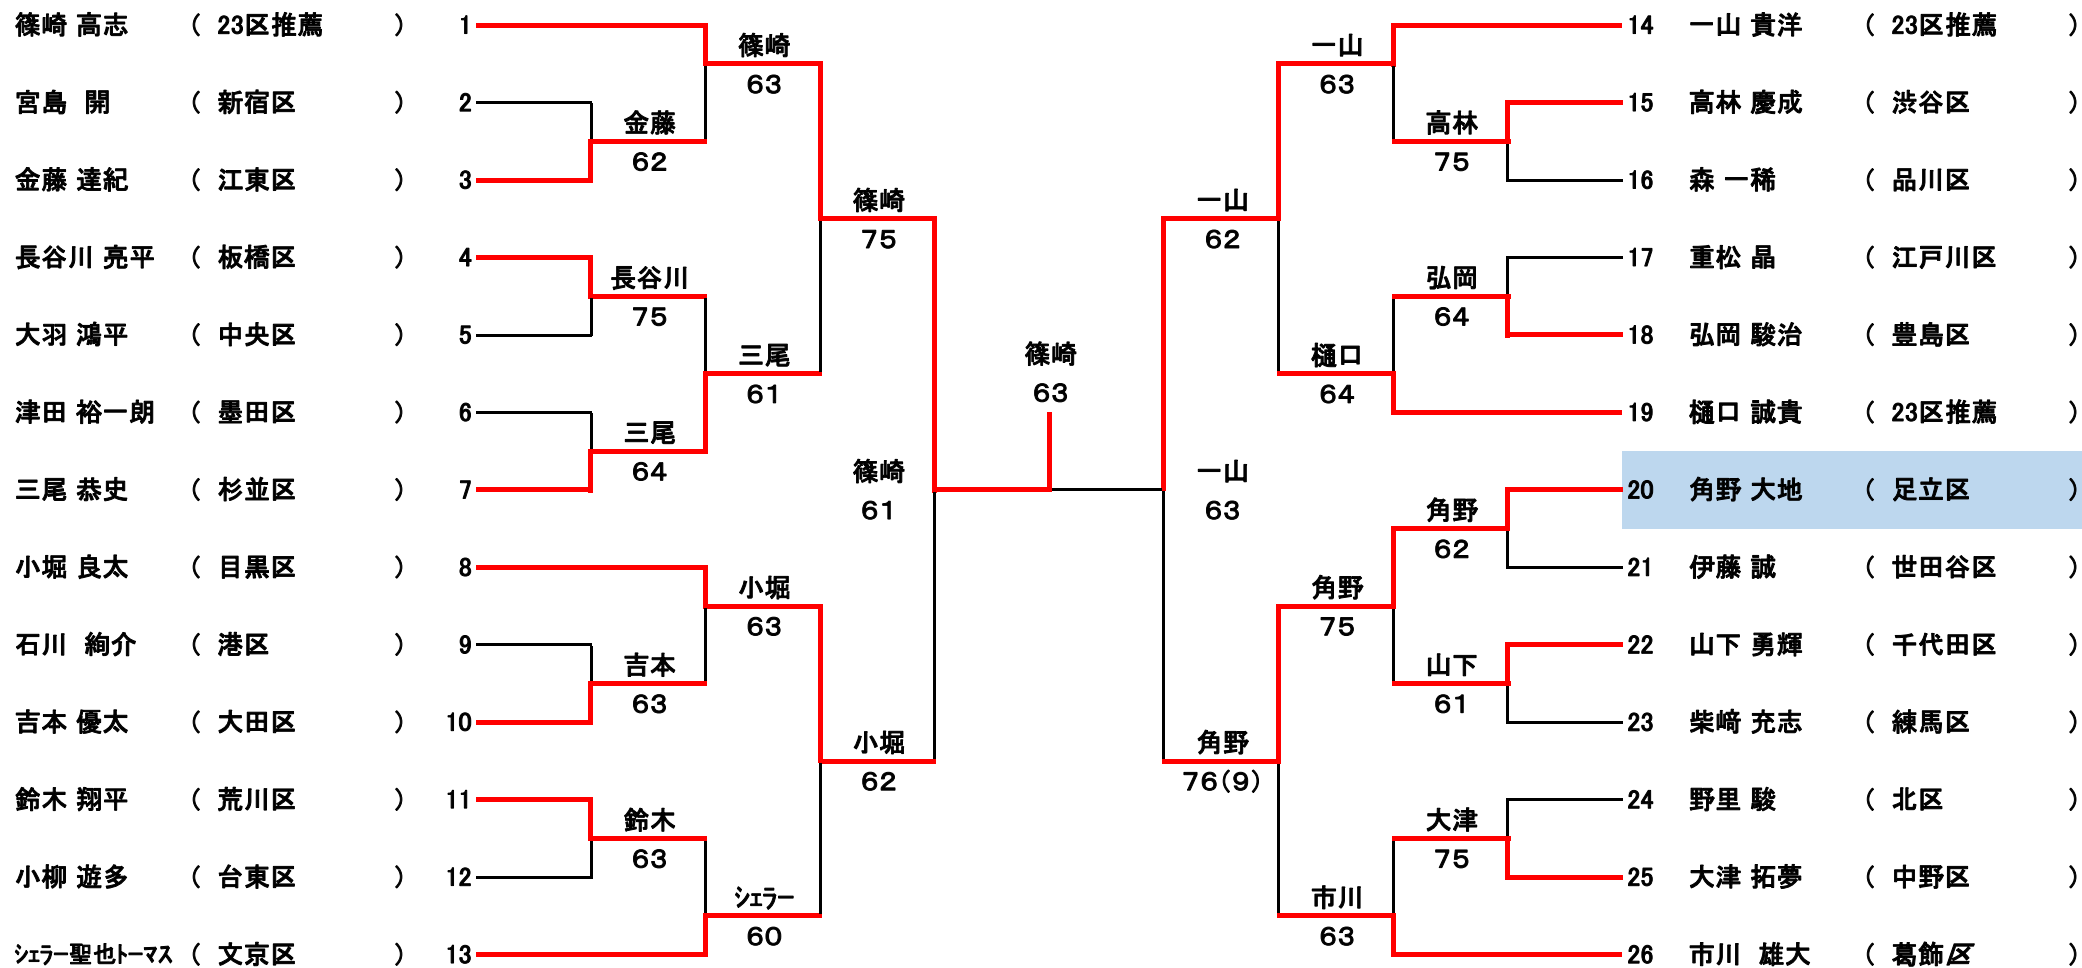 篠崎 高志 ( 23区推薦 ) 1
宮島 開 ( 新宿区 ) 2
金藤 達紀 ( 江東区 ) 3
長谷川 亮平 ( 板橋区 ) 4
大羽 鴻平 ( 中央区 ) 5
津田 裕一朗 ( 墨田区 ) 6
三尾 恭史 ( 杉並区 ) 7
小堀 良太 ( 目黒区 ) 8
石川 絢介 ( 港区 ) 9
吉本 優太 ( 大田区 ) 10
鈴木 翔平 ( 荒川区 ) 11
小柳 遊多 ( 台東区 ) 12
ｼｪﾗｰ聖也ﾄｰﾏｽ ( 文京区 ) 13
金藤
62
長谷川
75
三尾
64
吉本
63
鈴木
63
篠崎
63
三尾
61
小堀
63
ｼｪﾗｰ
60
篠崎
75
小堀
62
篠崎
61
篠崎
63
一山
63
一山
62
角野
76(9)
一山
63
樋口
64
角野
75
市川
63
高林
75
弘岡
64
角野
62
山下
61
大津
75
14 一山 貴洋 ( 23区推薦 )
15 高林 慶成 ( 渋谷区 )
16 森 一稀 ( 品川区 )
17 重松 晶 ( 江戸川区 )
18 弘岡 駿治 ( 豊島区 )
19 樋口 誠貴 ( 23区推薦 )
20 角野 大地 ( 足立区 )
21 伊藤 誠 ( 世田谷区 )
22 山下 勇輝 ( 千代田区 )
23 柴﨑 充志 ( 練馬区 )
24 野里 駿 ( 北区 )
25 大津 拓夢 ( 中野区 )
26 市川 雄大 ( 葛飾区 )